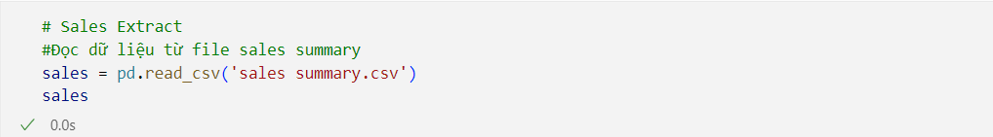 # Sales Extract
#Đọc dữ liệu từ file sales summary
sales = pd.read_csv('sales summary.csv')
sales
0.0s